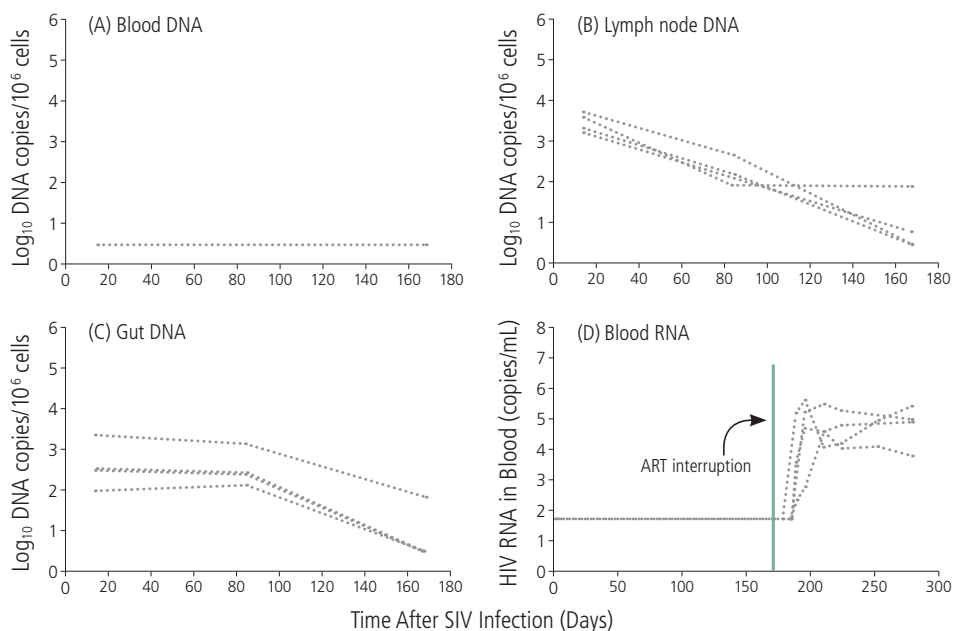 (A) Blood DNA
Log₁₀ DNA copies/10⁶ cells
6
5
4
3
2
1
0
0 20 40 60 80 100 120 140 160 180
(B) Lymph node DNA
Log₁₀ DNA copies/10⁶ cells
6
5
4
3
2
1
0
0 20 40 60 80 100 120 140 160 180
(C) Gut DNA
Log₁₀ DNA copies/10⁶ cells
6
5
4
3
2
1
0
0 20 40 60 80 100 120 140 160 180
(D) Blood RNA
HIV RNA in Blood (copies/mL)
8
7
6
5
4
3
2
1
0
ART interruption
0 50 100 150 200 250 300
Time After SIV Infection (Days)